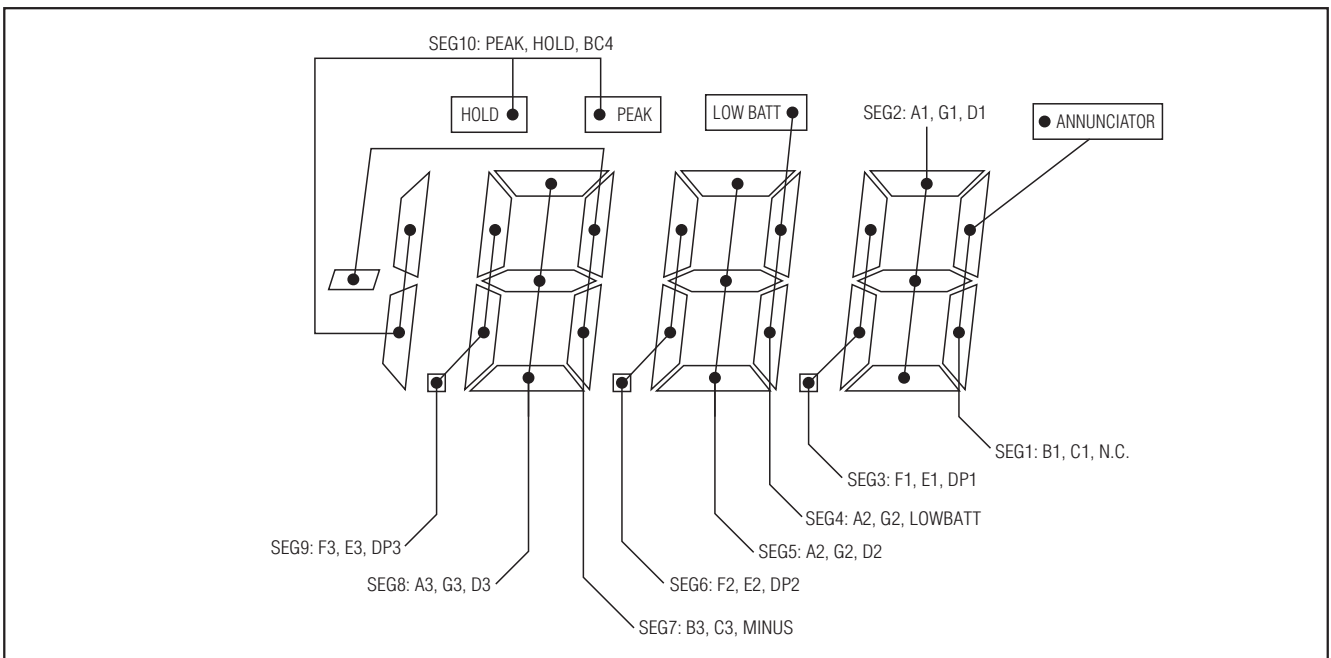 SEG10: PEAK, HOLD, BC4
HOLD
PEAK
LOW BATT
SEG2: A1, G1, D1
ANNUNCIATOR
SEG1: B1, C1, N.C.
SEG3: F1, E1, DP1
SEG4: A2, G2, LOWBATT
SEG9: F3, E3, DP3
SEG5: A2, G2, D2
SEG8: A3, G3, D3
SEG6: F2, E2, DP2
SEG7: B3, C3, MINUS